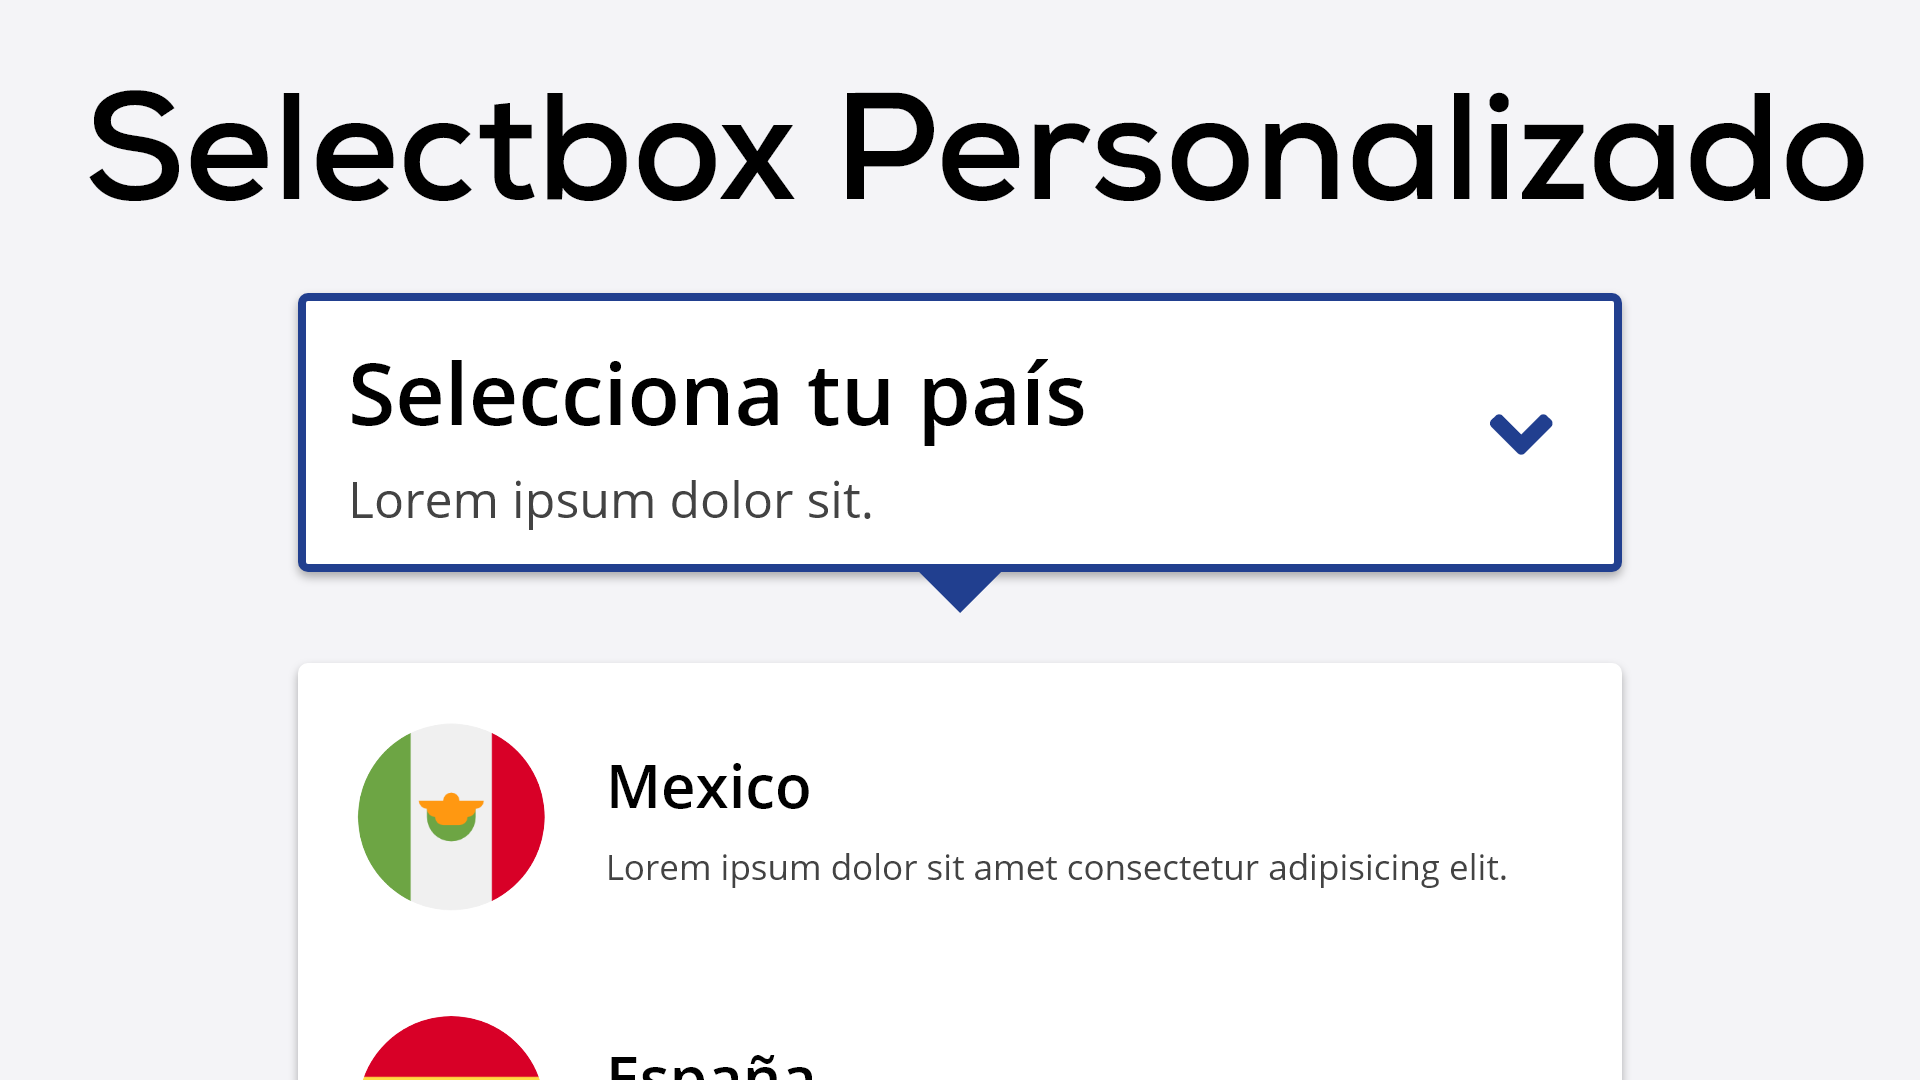 Selectbox Personalizado
Selecciona tu país
Lorem ipsum dolor sit.
Mexico
Lorem ipsum dolor sit amet consectetur adipisicing elit.
España